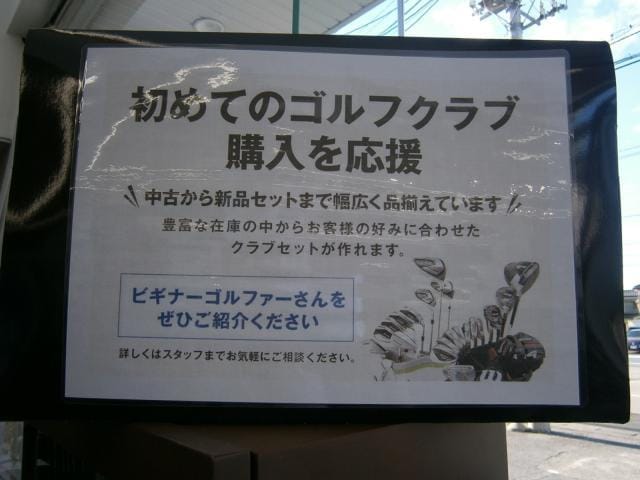 初めてのゴルフクラブ
購入を応援
中古から新品セットまで幅広く品揃えています
豊富な在庫の中からお客様の好みに合わせた
クラブセットが作れます。
ビギナーゴルファーさんを
ぜひご紹介ください
詳しくはスタッフまでお気軽にご相談ください。